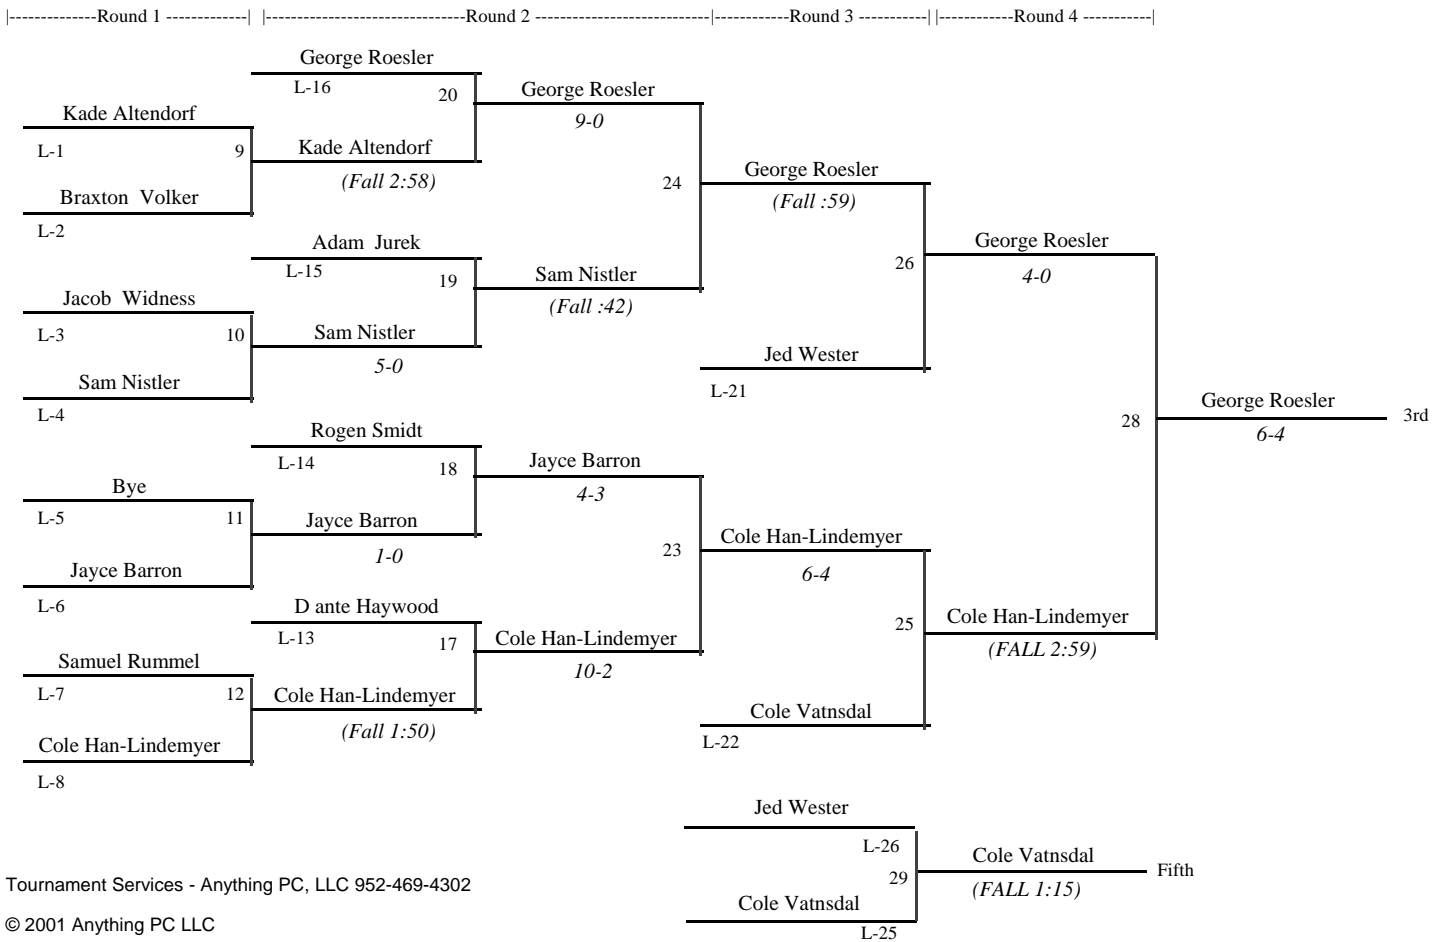 |--------------Round 1 -------------| |--------------------------------Round 2 ----------------------------|------------Round 3 -----------| |------------Round 4 -----------|
George Roesler
L-16
20
George Roesler
9-0
Kade Altendorf
L-1
9
Kade Altendorf
(Fall 2:58)
Braxton  Volker
L-2
24
George Roesler
(Fall :59)
Adam  Jurek
L-15
19
Sam Nistler
(Fall :42)
26
George Roesler
4-0
Jacob  Widness
L-3
10
Sam Nistler
5-0
Sam Nistler
L-4
Jed Wester
L-21
28
George Roesler
6-4
3rd
Rogen Smidt
L-14
18
Jayce Barron
4-3
Bye
L-5
11
Jayce Barron
1-0
Jayce Barron
L-6
23
Cole Han-Lindemyer
6-4
D ante Haywood
L-13
17
Cole Han-Lindemyer
10-2
25
Cole Han-Lindemyer
(FALL 2:59)
Samuel Rummel
L-7
12
Cole Han-Lindemyer
(Fall 1:50)
Cole Han-Lindemyer
L-8
Cole Vatnsdal
L-22
Jed Wester
L-26
29
Cole Vatnsdal
(FALL 1:15)
Fifth
Cole Vatnsdal
L-25
Tournament Services - Anything PC, LLC 952-469-4302
© 2001 Anything PC LLC